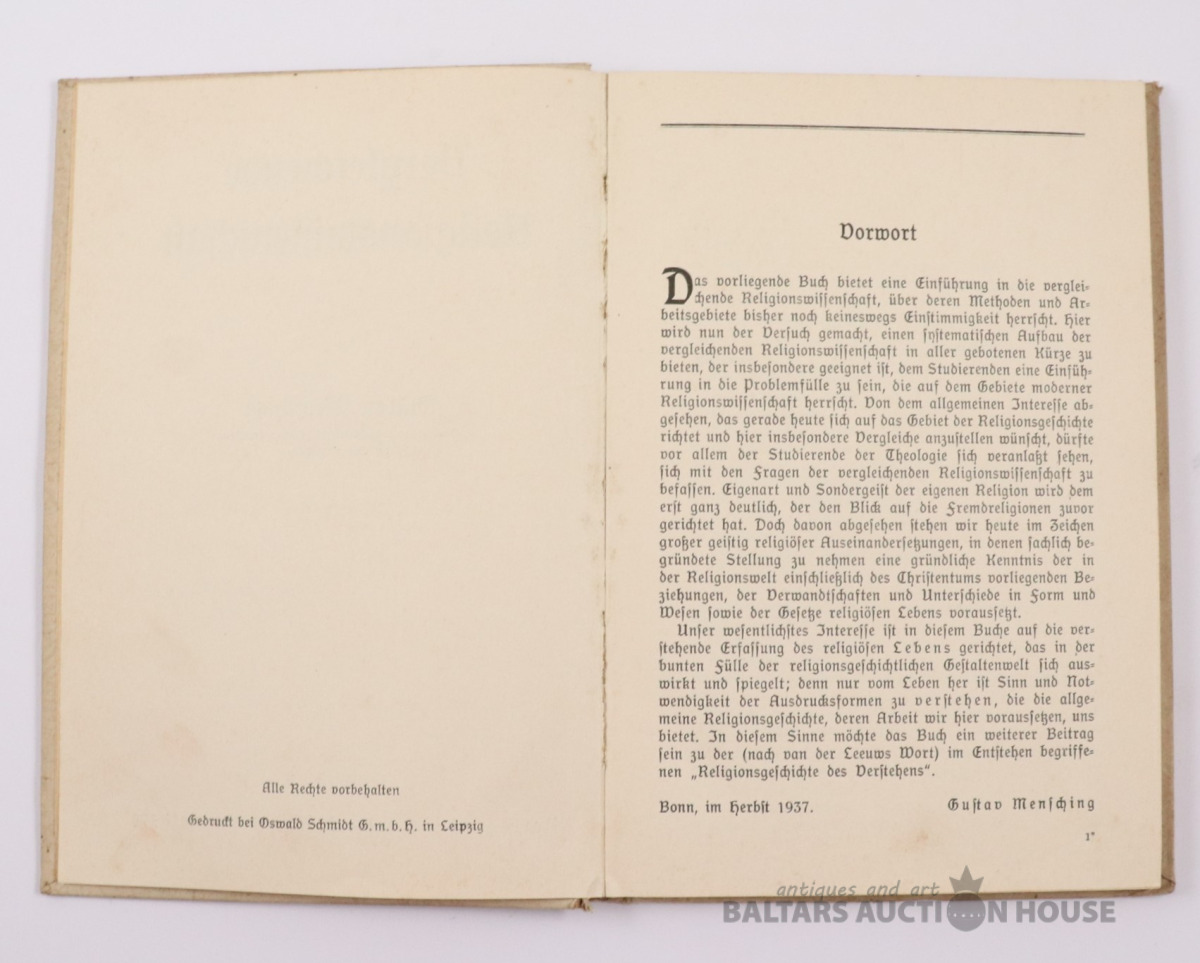 Alle Rechte vorbehalten
Gedruckt bei Oswald Schmidt G.m.b.H. in Leipzig
Vorwort
Das vorliegende Buch bietet eine Einführung in die verglei-
chende Religionswissenschaft, über deren Methoden und Ar-
beitsgebiete bisher noch keineswegs Einstimmigkeit herrscht. Hier
wird nun der Versuch gemacht, einen systematischen Aufbau der
vergleichenden Religionswissenschaft in aller gebotenen Kürze zu
bieten, der insbesondere geeignet ist, dem Studierenden eine Einfüh-
rung in die Problemfülle zu sein, die auf dem Gebiete moderner
Religionswissenschaft herrscht. Von dem allgemeinen Interesse ab-
gesehen, das gerade heute sich auf das Gebiet der Religionsgeschichte
richtet und hier insbesondere Vergleiche anzustellen wünscht, dürfte
vor allem der Studierende der Theologie sich veranlaßt sehen,
sich mit den Fragen der vergleichenden Religionswissenschaft zu
befassen. Eigenart und Sondergeist der eigenen Religion wird dem
erst ganz deutlich, der den Blick auf die Fremdreligionen zuvor
gerichtet hat. Doch davon abgesehen stehen wir heute im Zeichen
großer geistig religiöser Auseinandersetzungen, in denen sachlich be-
gründete Stellung zu nehmen eine gründliche Kenntnis der in
der Religionswelt einschließlich des Christentums vorliegenden Be-
ziehungen, der Verwandtschaften und Unterschiede in Form und
Wesen sowie der Gesetze religiösen Lebens voraussetzt.
Unser wesentlichstes Interesse ist in diesem Buche auf die ver-
stehende Erfassung des religiösen Lebens gerichtet, das in der
bunten Fülle der religionsgeschichtlichen Gestaltenwelt sich aus-
wirkt und spiegelt; denn nur vom Leben her ist Sinn und Not-
wendigkeit der Ausdrucksformen zu verstehen, die die allge-
meine Religionsgeschichte, deren Arbeit wir hier voraussetzen, uns
bietet. In diesem Sinne möchte das Buch ein weiterer Beitrag
sein zu der (nach van der Leeuws Wort) im Entstehen begriffe-
nen „Religionsgeschichte des Verstehens“.
Bonn, im Herbst 1937. Gustav Mensching
1*
antiques and art
BALTARS AUCTION HOUSE